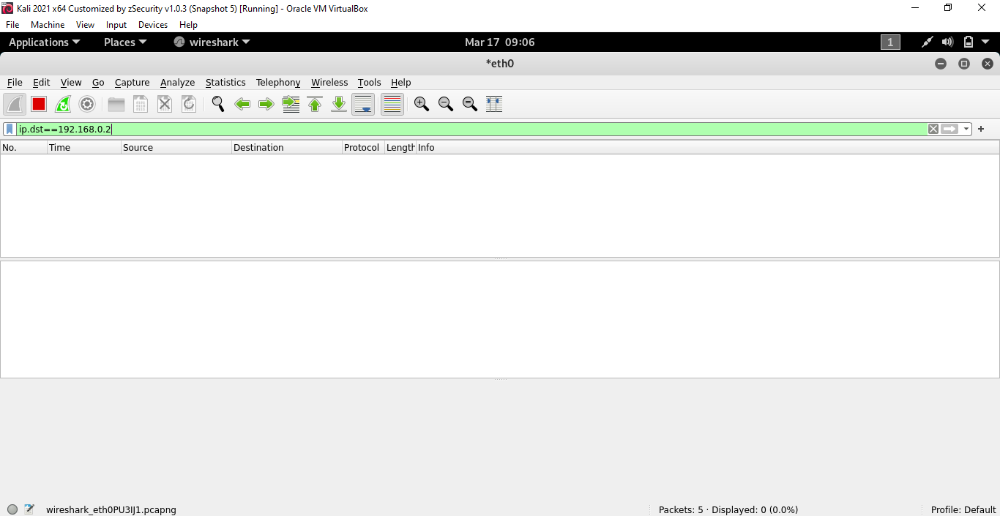 Kali 2021 x64 Customized by zSecurity v1.0.3 (Snapshot 5) [Running] - Oracle VM VirtualBox
File Machine View Input Devices Help
Applications Places wireshark Mar 17 09:06 1
*eth0
File Edit View Go Capture Analyze Statistics Telephony Wireless Tools Help
ip.dst==192.168.0.2
No. Time Source Destination Protocol Length Info
wireshark_eth0PU3IJ1.pcapng Packets: 5 · Displayed: 0 (0.0%) Profile: Default